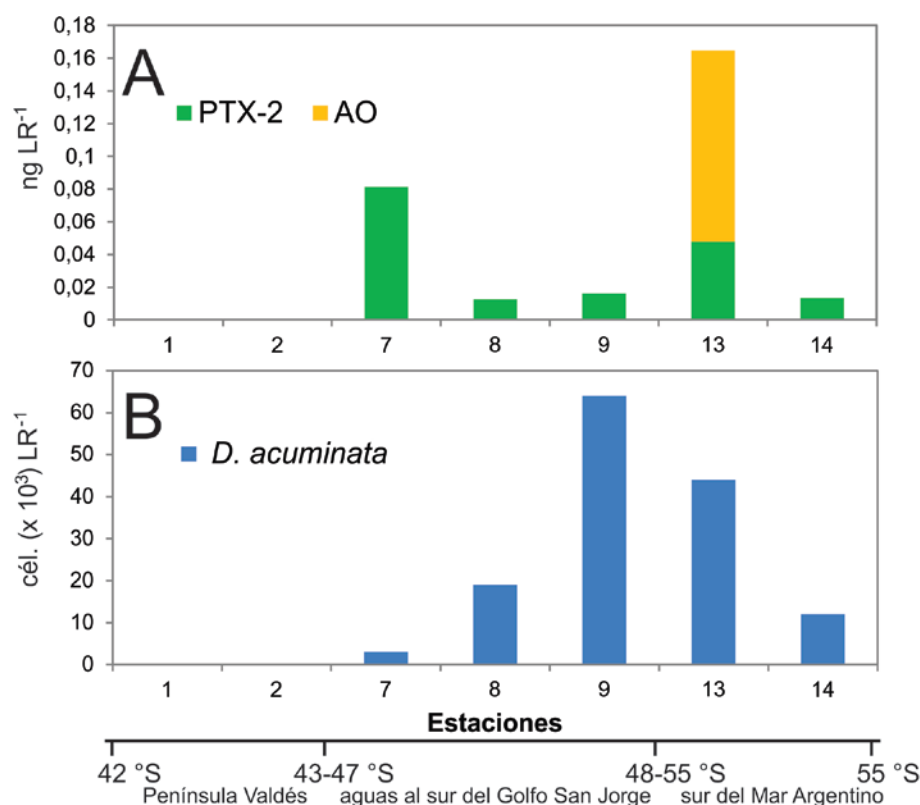 A
PTX-2 AO
ng LR⁻¹
0,18
0,16
0,14
0,12
0,1
0,08
0,06
0,04
0,02
0
1 2 7 8 9 13 14
B
D. acuminata
cél. (x 10³) LR⁻¹
70
60
50
40
30
20
10
0
1 2 7 8 9 13 14
Estaciones
42 °S 43-47 °S 48-55 °S 55 °S
Península Valdés aguas al sur del Golfo San Jorge sur del Mar Argentino